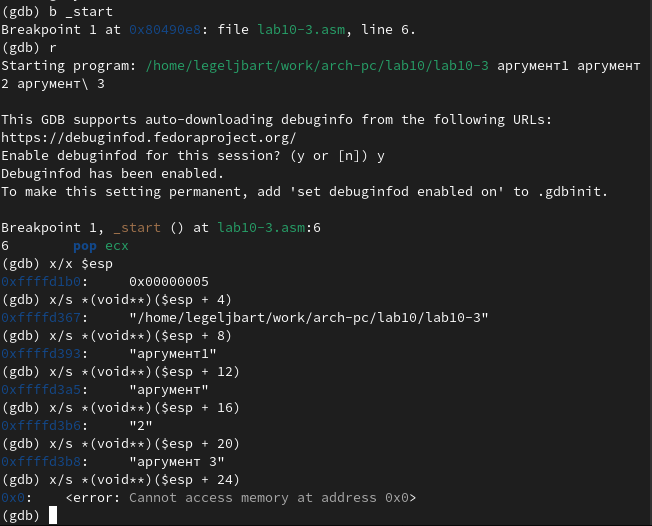 (gdb) b _start
Breakpoint 1 at 0x80490e8: file lab10-3.asm, line 6.
(gdb) r
Starting program: /home/legeljbart/work/arch-pc/lab10/lab10-3 аргумент1 аргумент
2 аргумент\ 3
This GDB supports auto-downloading debuginfo from the following URLs:
https://debuginfod.fedoraproject.org/
Enable debuginfod for this session? (y or [n]) y
Debuginfod has been enabled.
To make this setting permanent, add 'set debuginfod enabled on' to .gdbinit.
Breakpoint 1, _start () at lab10-3.asm:6
6 pop ecx
(gdb) x/x $esp
0xffffd1b0: 0x00000005
(gdb) x/s *(void**)($esp + 4)
0xffffd367: "/home/legeljbart/work/arch-pc/lab10/lab10-3"
(gdb) x/s *(void**)($esp + 8)
0xffffd393: "аргумент1"
(gdb) x/s *(void**)($esp + 12)
0xffffd3a5: "аргумент"
(gdb) x/s *(void**)($esp + 16)
0xffffd3b6: "2"
(gdb) x/s *(void**)($esp + 20)
0xffffd3b8: "аргумент 3"
(gdb) x/s *(void**)($esp + 24)
0x0: <error: Cannot access memory at address 0x0>
(gdb)